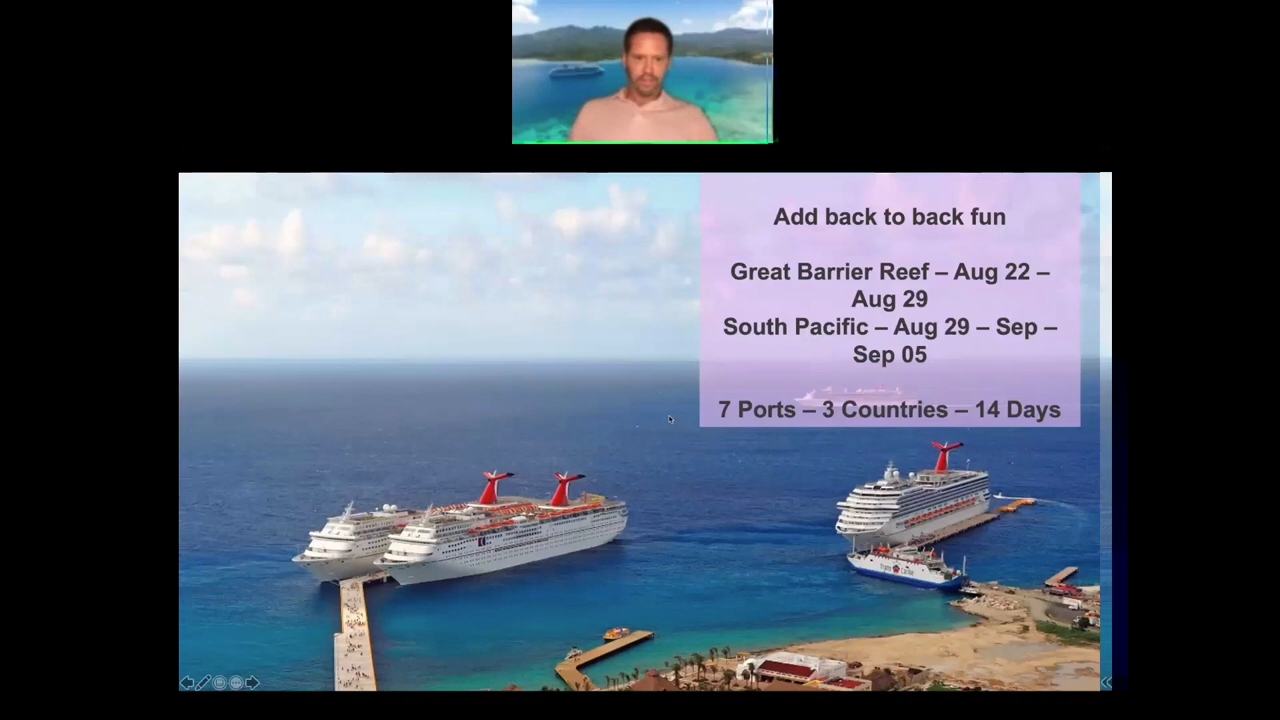 Add back to back fun
Great Barrier Reef – Aug 22 –
Aug 29
South Pacific – Aug 29 – Sep –
Sep 05
7 Ports – 3 Countries – 14 Days